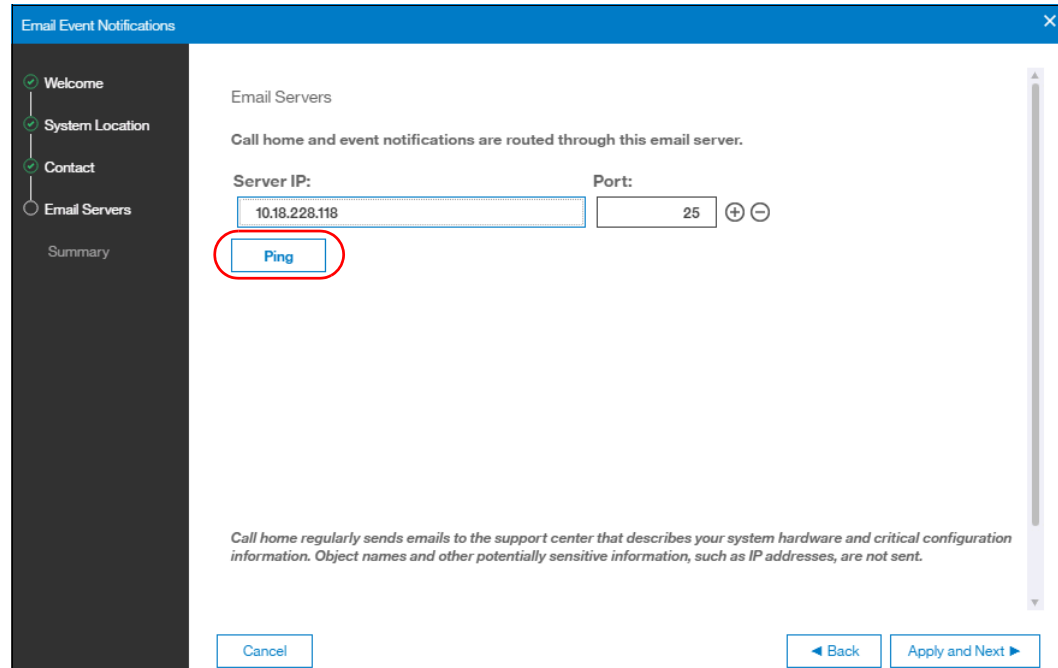 Email Event Notifications
Welcome
System Location
Contact
Email Servers
Summary
Email Servers
Call home and event notifications are routed through this email server.
Server IP: Port:
10.18.228.118 25
Ping
Call home regularly sends emails to the support center that describes your system hardware and critical configuration
information. Object names and other potentially sensitive information, such as IP addresses, are not sent.
Cancel Back Apply and Next